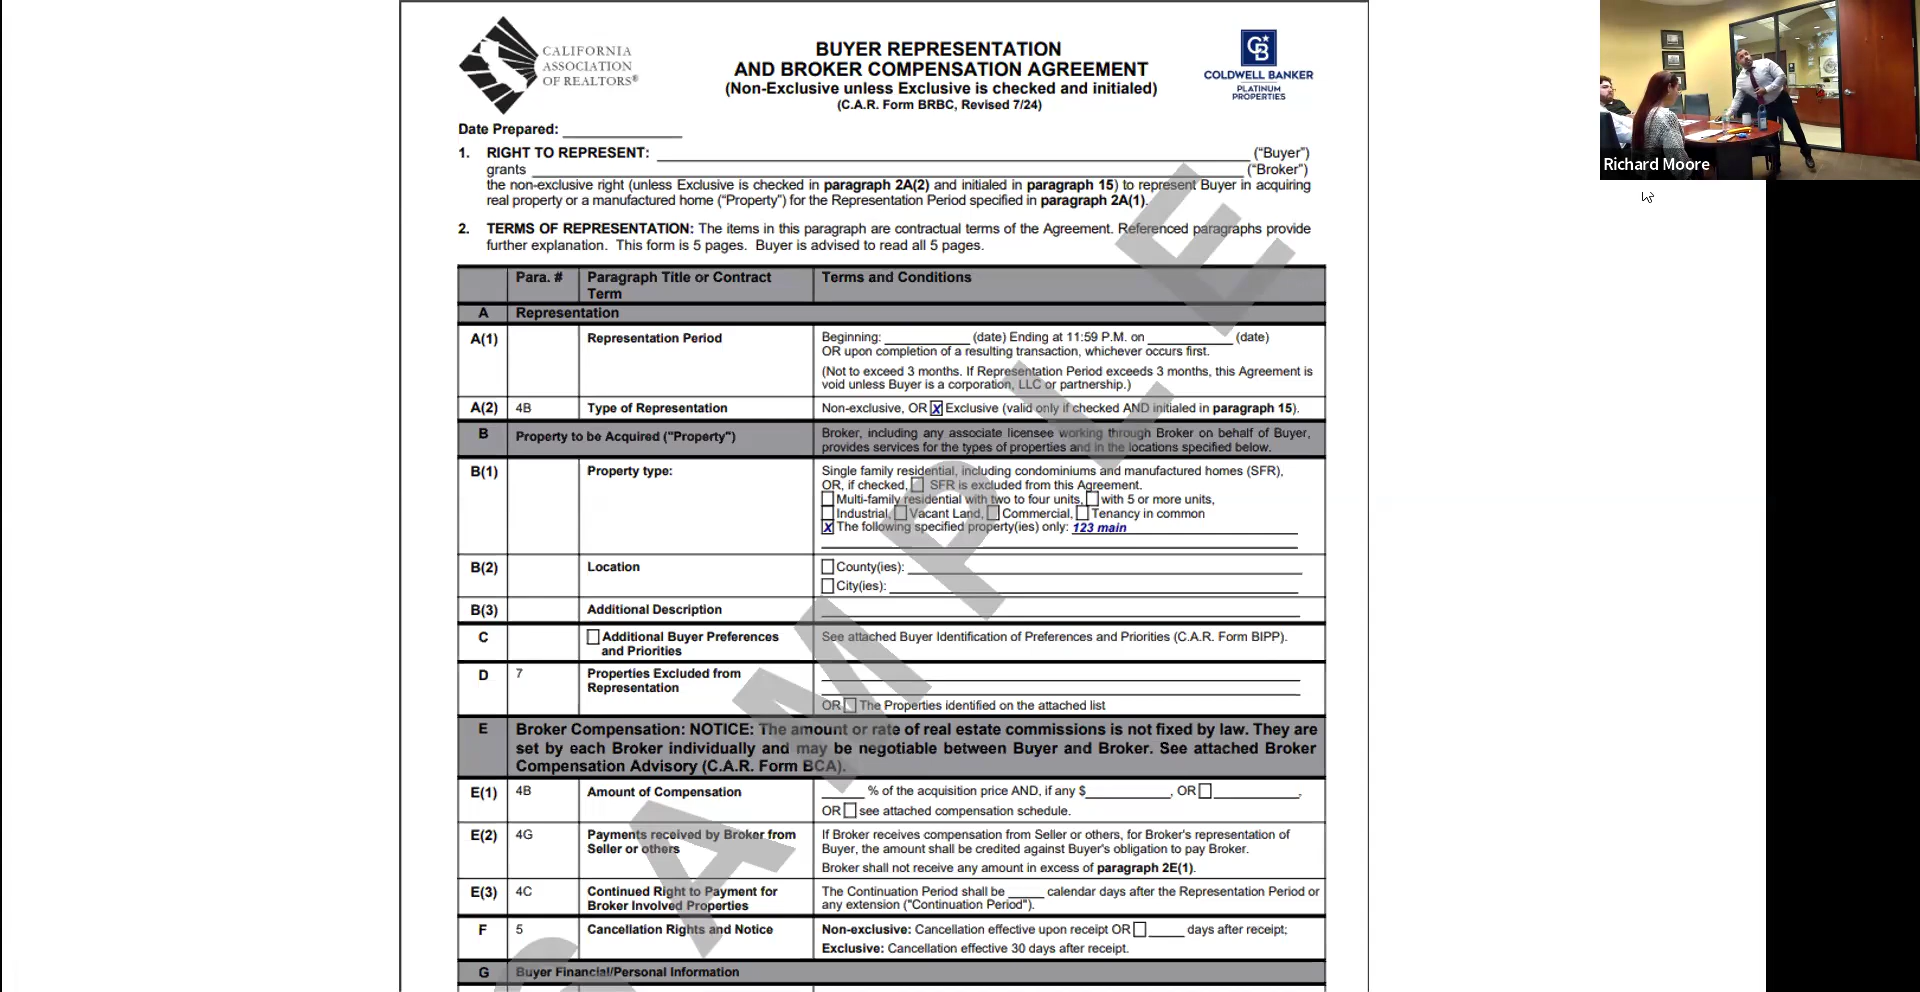 CALIFORNIA
ASSOCIATION
OF REALTORS®
BUYER REPRESENTATION
AND BROKER COMPENSATION AGREEMENT
(Non-Exclusive unless Exclusive is checked and initialed)
(C.A.R. Form BRBC, Revised 7/24)
CB
COLDWELL BANKER
PLATINUM
PROPERTIES
Richard Moore
Date Prepared: ____________
1. RIGHT TO REPRESENT: ____________ (“Buyer”)
grants ____________ (“Broker”)
the non-exclusive right (unless Exclusive is checked in paragraph 2A(2) and initialed in paragraph 15) to represent Buyer in acquiring
real property or a manufactured home (“Property”) for the Representation Period specified in paragraph 2A(1).
2. TERMS OF REPRESENTATION: The items in this paragraph are contractual terms of the Agreement. Referenced paragraphs provide
further explanation. This form is 5 pages. Buyer is advised to read all 5 pages.
Para. # Paragraph Title or Contract Term Terms and Conditions
A Representation
A(1) Representation Period
Beginning: ____________ (date) Ending at 11:59 P.M. on ____________ (date)
OR upon completion of a resulting transaction, whichever occurs first.
(Not to exceed 3 months. If Representation Period exceeds 3 months, this Agreement is
void unless Buyer is a corporation, LLC or partnership.)
A(2) 4B Type of Representation Non-exclusive, OR X Exclusive (valid only if checked AND initialed in paragraph 15).
B Property to be Acquired ("Property")
Broker, including any associate licensee working through Broker on behalf of Buyer,
provides services for the types of properties and in the locations specified below.
B(1) Property type: Single family residential, including condominiums and manufactured homes (SFR),
OR, if checked, SFR is excluded from this Agreement.
Multi-family residential with two to four units, with 5 or more units,
Industrial, Vacant Land, Commercial, Tenancy in common
X The following specified property(ies) only: 123 main
B(2) Location County(ies): ____________
City(ies): ____________
B(3) Additional Description
C Additional Buyer Preferences and Priorities See attached Buyer Identification of Preferences and Priorities (C.A.R. Form BIPP).
D 7 Properties Excluded from Representation
OR The Properties identified on the attached list
E Broker Compensation: NOTICE: The amount or rate of real estate commissions is not fixed by law. They are
set by each Broker individually and may be negotiable between Buyer and Broker. See attached Broker
Compensation Advisory (C.A.R. Form BCA).
E(1) 4B Amount of Compensation ______ % of the acquisition price AND, if any $____________, OR ____________,
OR see attached compensation schedule.
E(2) 4G Payments received by Broker from Seller or others
If Broker receives compensation from Seller or others, for Broker's representation of
Buyer, the amount shall be credited against Buyer's obligation to pay Broker.
Broker shall not receive any amount in excess of paragraph 2E(1).
E(3) 4C Continued Right to Payment for Broker Involved Properties
The Continuation Period shall be _____ calendar days after the Representation Period or
any extension ("Continuation Period").
F 5 Cancellation Rights and Notice Non-exclusive: Cancellation effective upon receipt OR _____ days after receipt;
Exclusive: Cancellation effective 30 days after receipt.
G Buyer Financial/Personal Information
SAMPLE